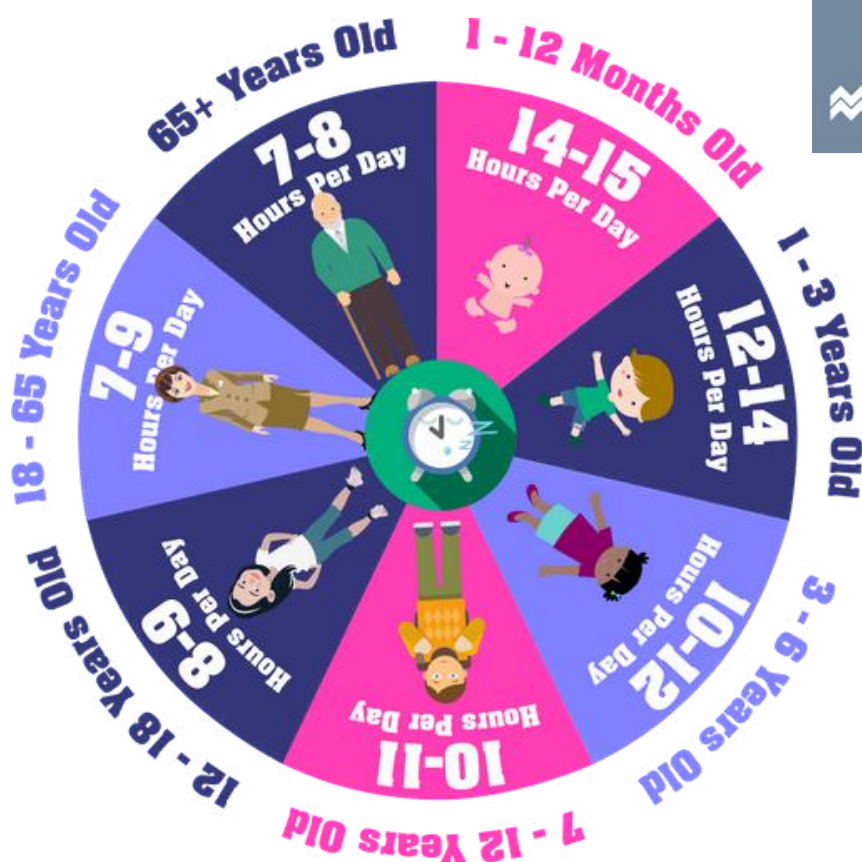 1 - 12 Months Old
14-15
Hours Per Day
1 - 3 Years Old
12-14
Hours Per Day
3 - 6 Years Old
10-12
Hours Per Day
7 - 12 Years Old
10-11
Hours Per Day
12 - 18 Years Old
8-9
Hours Per Day
18 - 65 Years Old
7-9
Hours Per Day
65+ Years Old
7-8
Hours Per Day